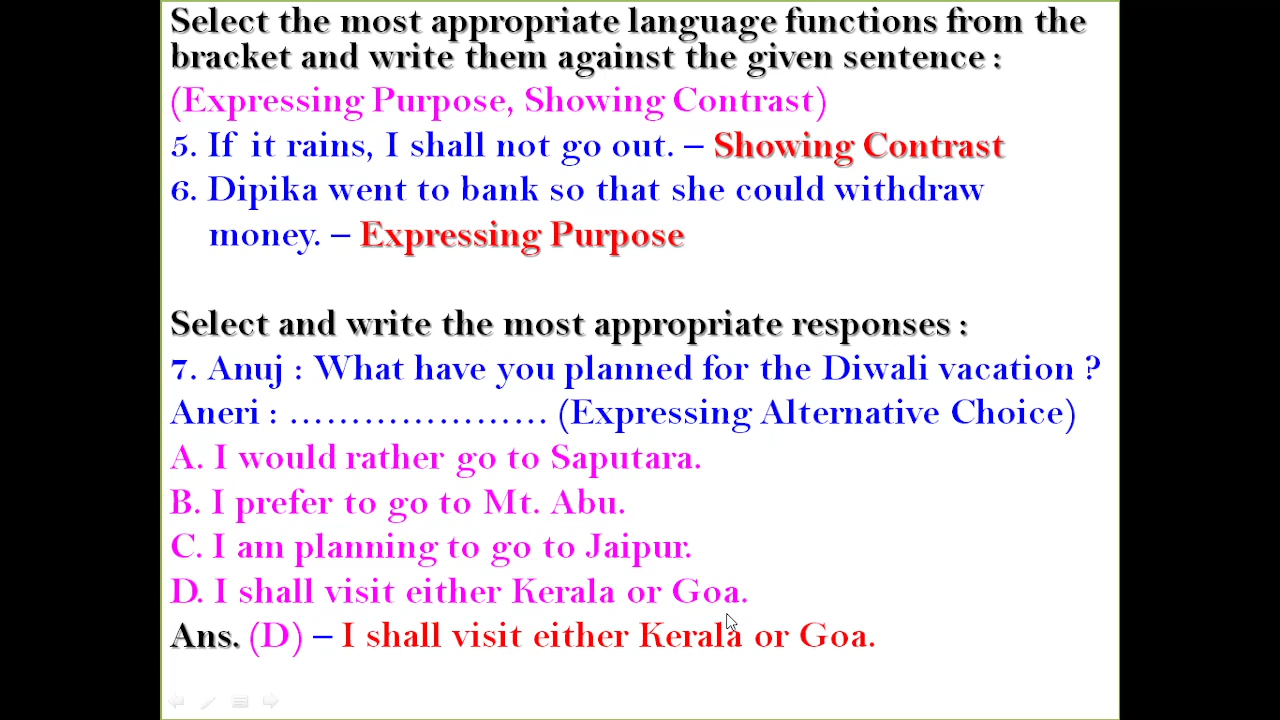 Select the most appropriate language functions from the
bracket and write them against the given sentence :
(Expressing Purpose, Showing Contrast)
5. If it rains, I shall not go out. – Showing Contrast
6. Dipika went to bank so that she could withdraw
money. – Expressing Purpose
Select and write the most appropriate responses :
7. Anuj : What have you planned for the Diwali vacation ?
Aneri : ………………… (Expressing Alternative Choice)
A. I would rather go to Saputara.
B. I prefer to go to Mt. Abu.
C. I am planning to go to Jaipur.
D. I shall visit either Kerala or Goa.
Ans. (D) – I shall visit either Kerala or Goa.